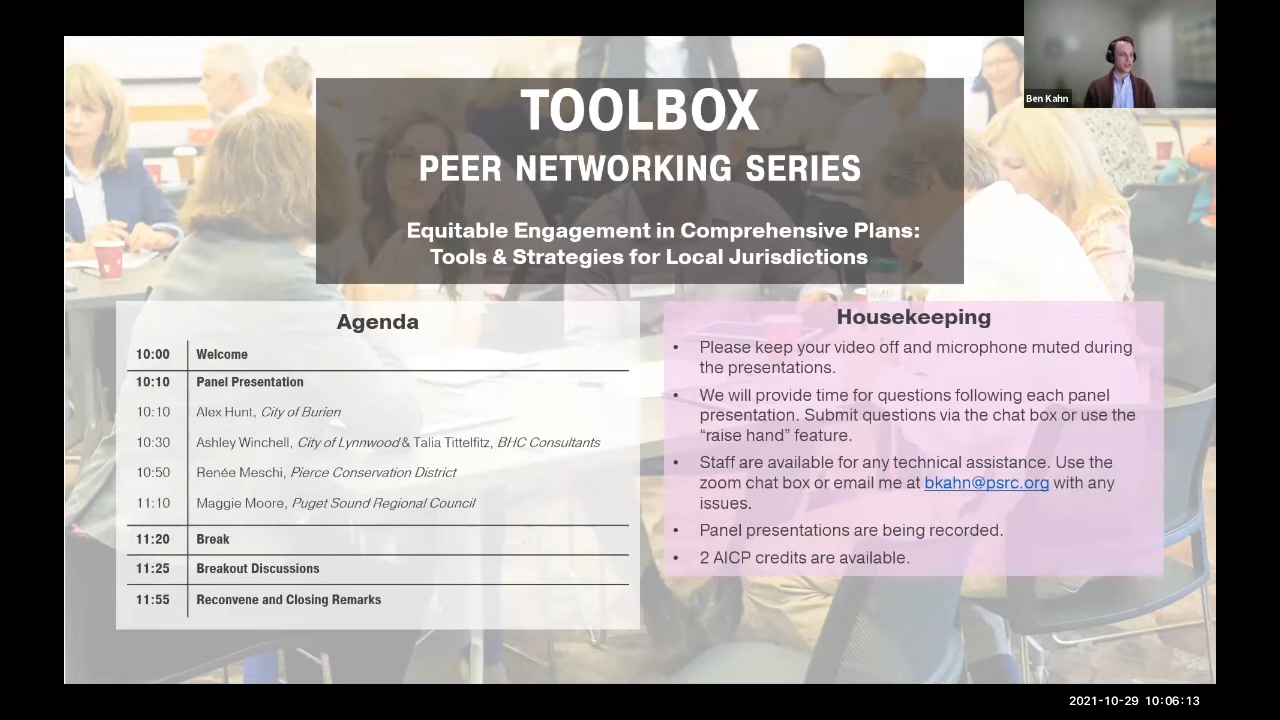 Ben Kahn
TOOLBOX
PEER NETWORKING SERIES
Equitable Engagement in Comprehensive Plans:
Tools & Strategies for Local Jurisdictions
Agenda
10:00 Welcome
10:10 Panel Presentation
10:10 Alex Hunt, City of Burien
10:30 Ashley Winchell, City of Lynnwood & Talia Tittelfitz, BHC Consultants
10:50 Renée Meschi, Pierce Conservation District
11:10 Maggie Moore, Puget Sound Regional Council
11:20 Break
11:25 Breakout Discussions
11:55 Reconvene and Closing Remarks
Housekeeping
• Please keep your video off and microphone muted during
the presentations.
• We will provide time for questions following each panel
presentation. Submit questions via the chat box or use the
“raise hand” feature.
• Staff are available for any technical assistance. Use the
zoom chat box or email me at bkahn@psrc.org with any
issues.
• Panel presentations are being recorded.
• 2 AICP credits are available.
2021-10-29 10:06:13